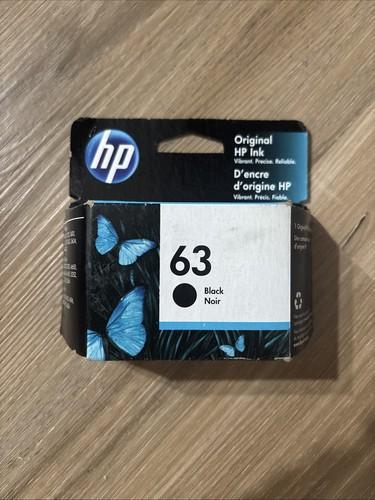 hp
Original
HP Ink
Vibrant. Precise. Reliable.
D'encre
d'origine HP
Vibrant. Précis. Fiable.
63
Black
Noir